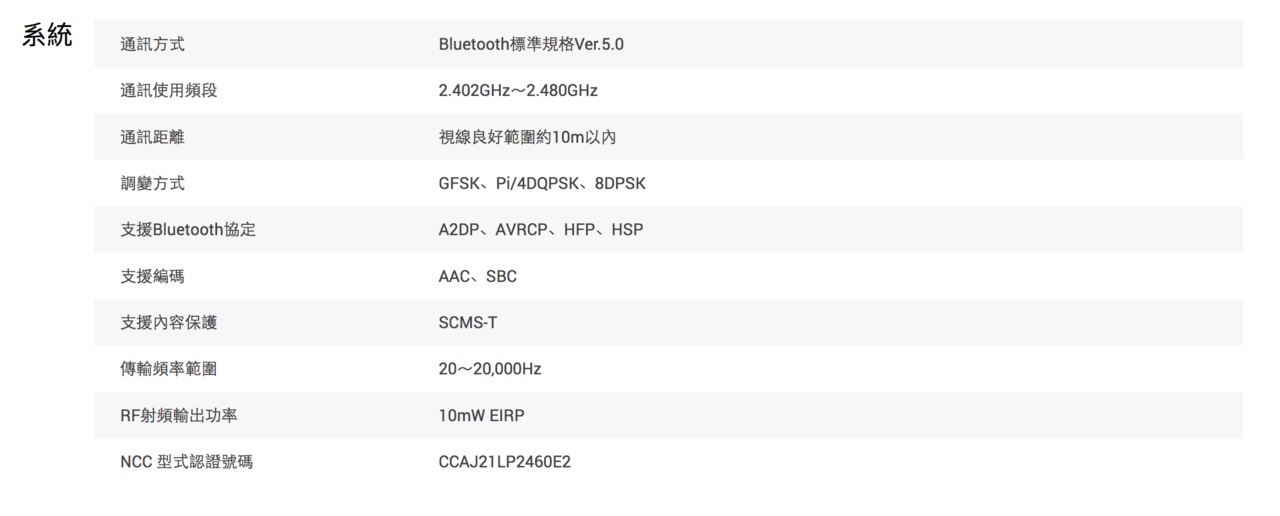 系統
通訊方式 Bluetooth標準規格Ver.5.0
通訊使用頻段 2.402GHz～2.480GHz
通訊距離 視線良好範圍約10m以內
調變方式 GFSK、Pi/4DQPSK、8DPSK
支援Bluetooth協定 A2DP、AVRCP、HFP、HSP
支援編碼 AAC、SBC
支援內容保護 SCMS-T
傳輸頻率範圍 20～20,000Hz
RF射頻輸出功率 10mW EIRP
NCC 型式認證號碼 CCAJ21LP2460E2